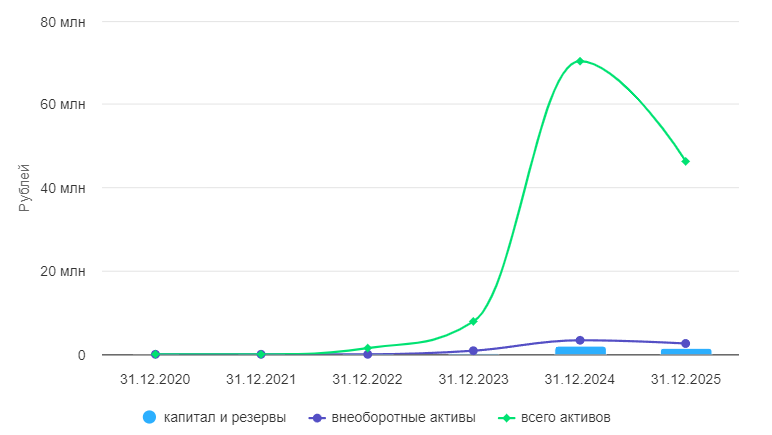 80 млн
60 млн
40 млн
20 млн
0
Рублей
31.12.2020 31.12.2021 31.12.2022 31.12.2023 31.12.2024 31.12.2025
капитал и резервы внеоборотные активы всего активов